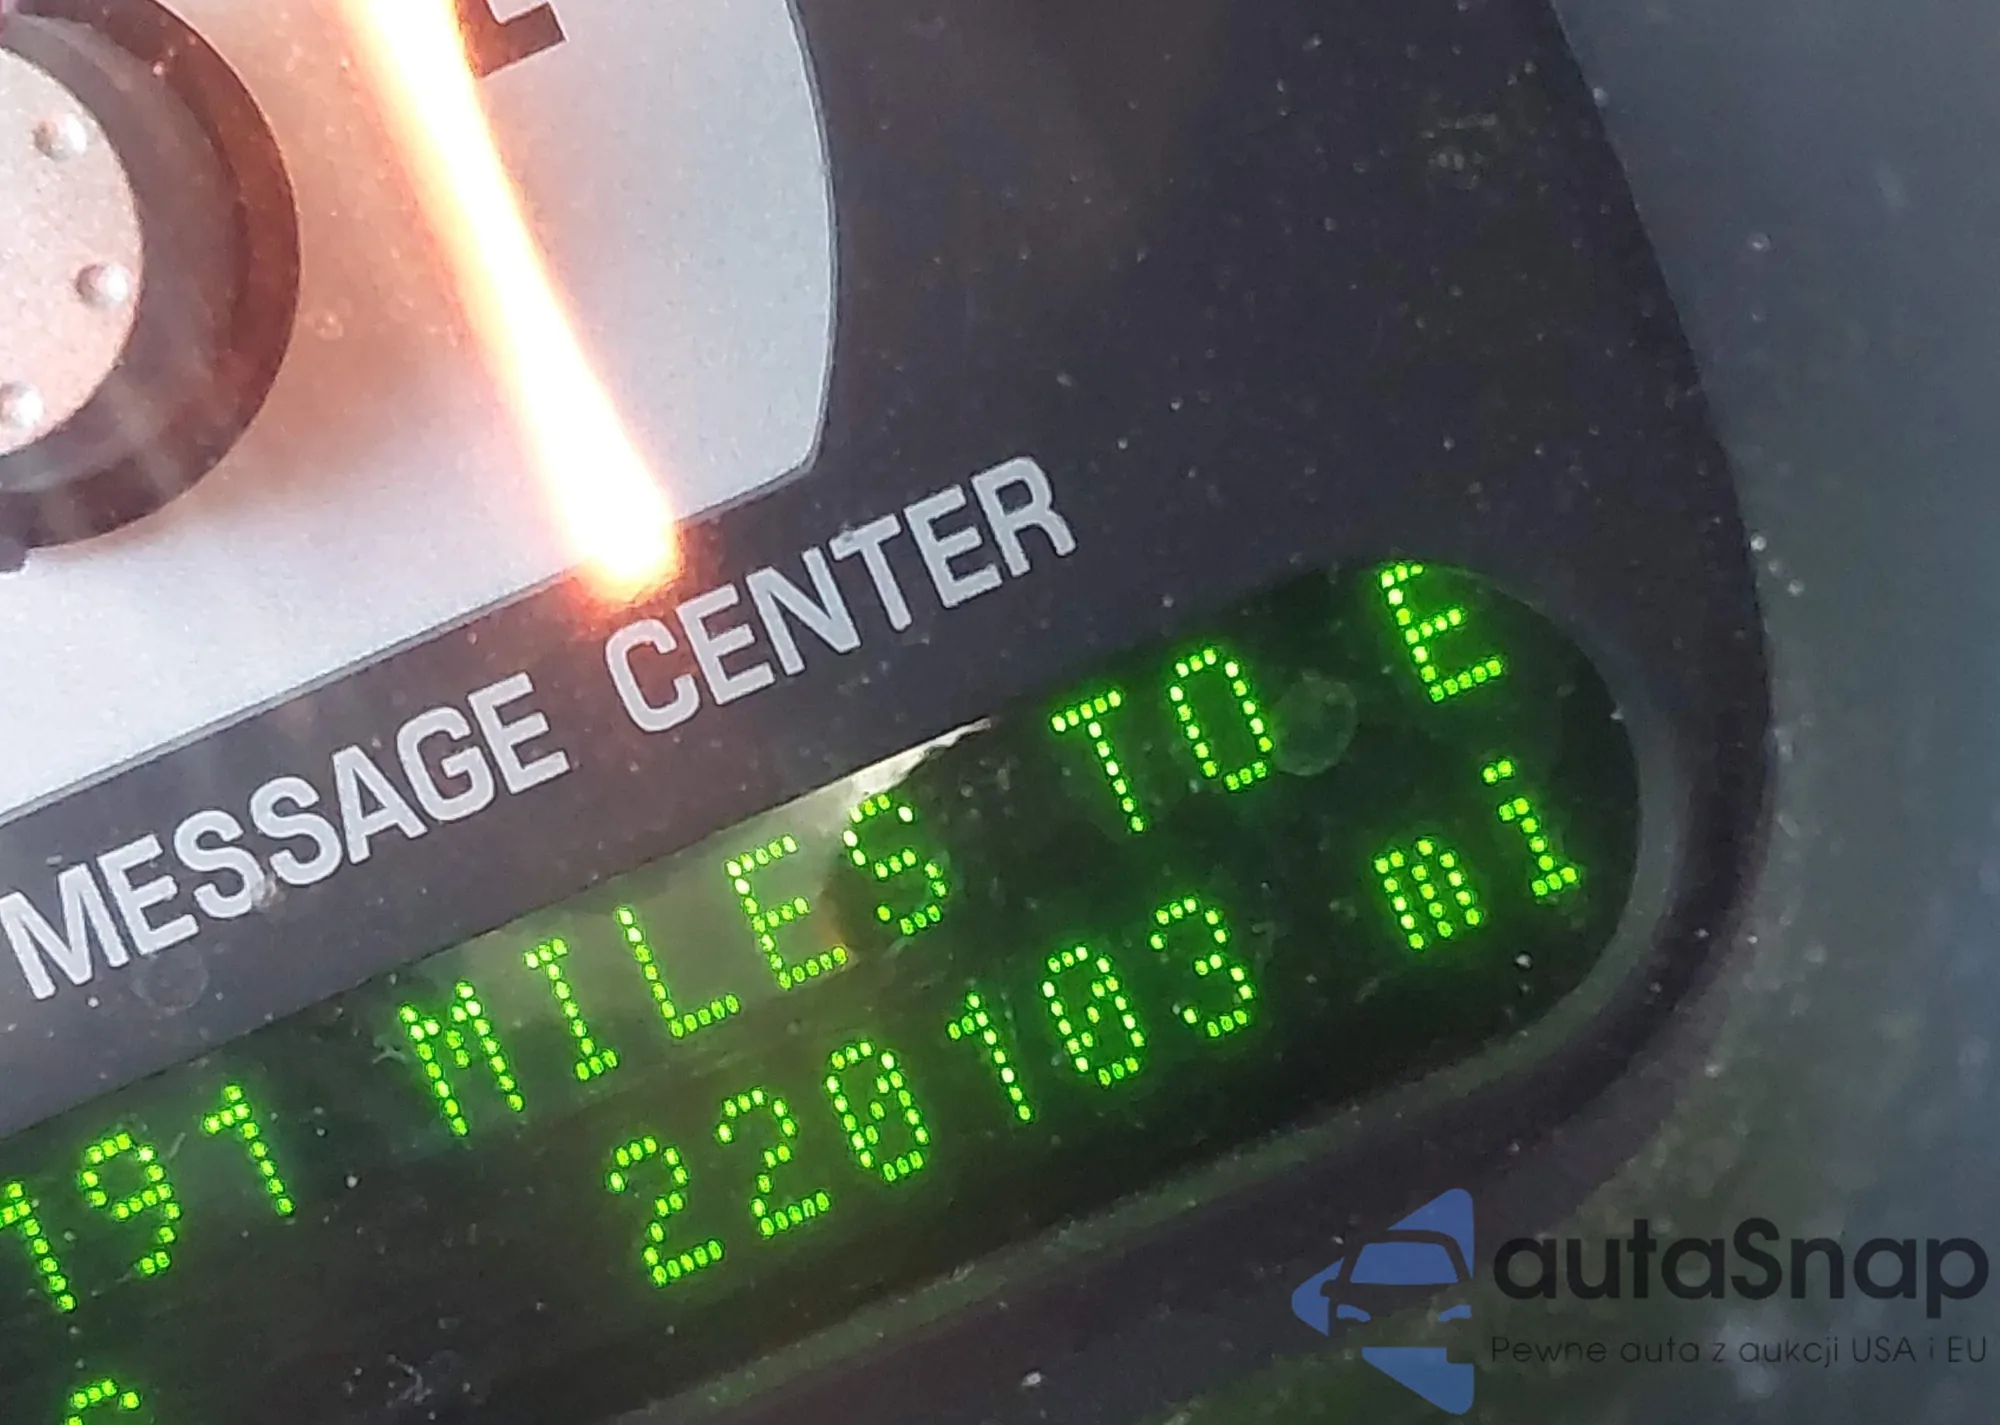 MESSAGE CENTER
191 MILES TO E
220103 mi
autaSnap
Pewne auta z aukcji USA i EU